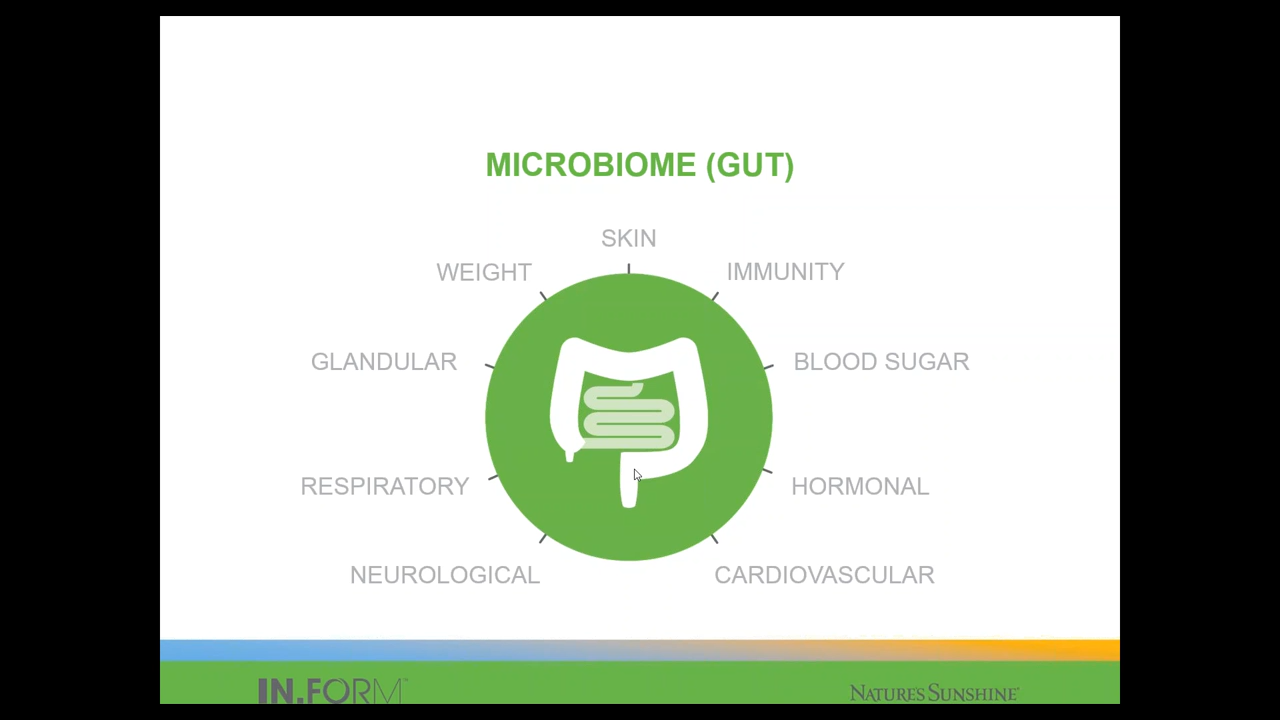 MICROBIOME (GUT)
SKIN
WEIGHT
IMMUNITY
GLANDULAR
BLOOD SUGAR
RESPIRATORY
HORMONAL
NEUROLOGICAL
CARDIOVASCULAR
IN.FORM
NATURE'S SUNSHINE